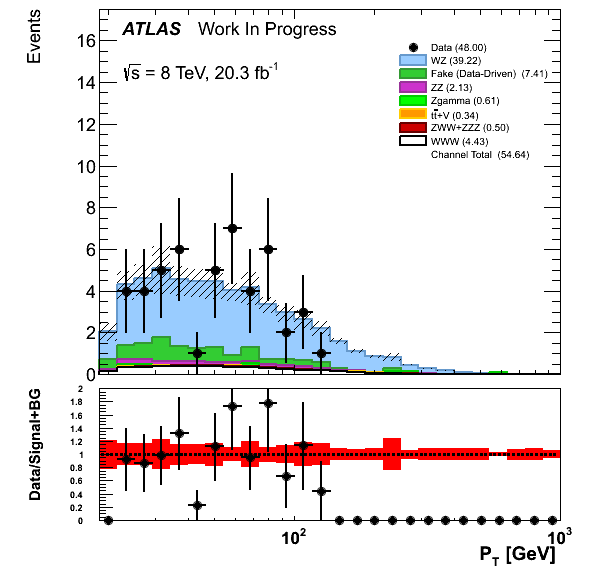 ATLAS Work In Progress
√s = 8 TeV, 20.3 fb⁻¹
Events
16
14
12
10
8
6
4
2
0
Data (48.00)
WZ (39.22)
Fake (Data-Driven) (7.41)
ZZ (2.13)
Zgamma (0.61)
tt̄+V (0.34)
ZWW+ZZZ (0.50)
WWW (4.43)
Channel Total (54.64)
Data/Signal+BG
2
1.8
1.6
1.4
1.2
1
0.8
0.6
0.4
0.2
0
10²
10³
P_T [GeV]